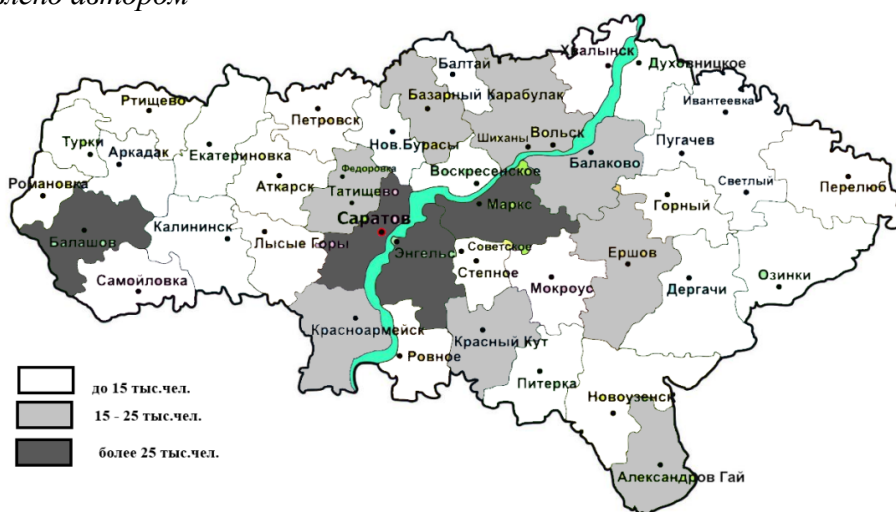 лено автором
Хвалынск
Балтай
Духовницкое
Базарный Карабулак
Ртищево
Ивантеевка
Петровск
Турки
Нов.Бурасы
Шиханы
Вольск
Пугачев
Аркадак
Екатериновка
Балаково
Федоровка
Воскресенское
Романовка
Аткарск
Татищево
Светлый
Перелюб
Маркс
Горный
Саратов
Калининск
Балашов
Лысые Горы
Энгельс
Советское
Степное
Ершов
Озинки
Самойловка
Мокроус
Дергачи
Красноармейск
Красный Кут
Ровное
Питерка
до 15 тыс.чел.
Новоузенск
15 - 25 тыс.чел.
более 25 тыс.чел.
Александров Гай